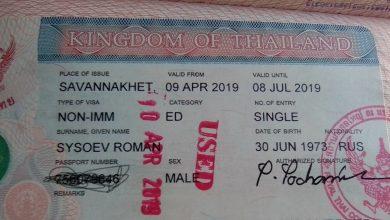 KINGDOM OF THAILAND
PLACE OF ISSUE VALID FROM VALID UNTIL
SAVANNAKHET. 09 APR 2019 08 JUL 2019
TYPE OF VISA CATEGORY NO. OF ENTRY
NON-IMM ED SINGLE
SURNAME, GIVEN NAME DATE OF BIRTH NATIONALITY
SYSOEV ROMAN 30 JUN 1973 RUS
PASSPORT NUMBER SEX AUTHORIZED SIGNATURE
MALE
REMARKS
USED
10 APR 2019